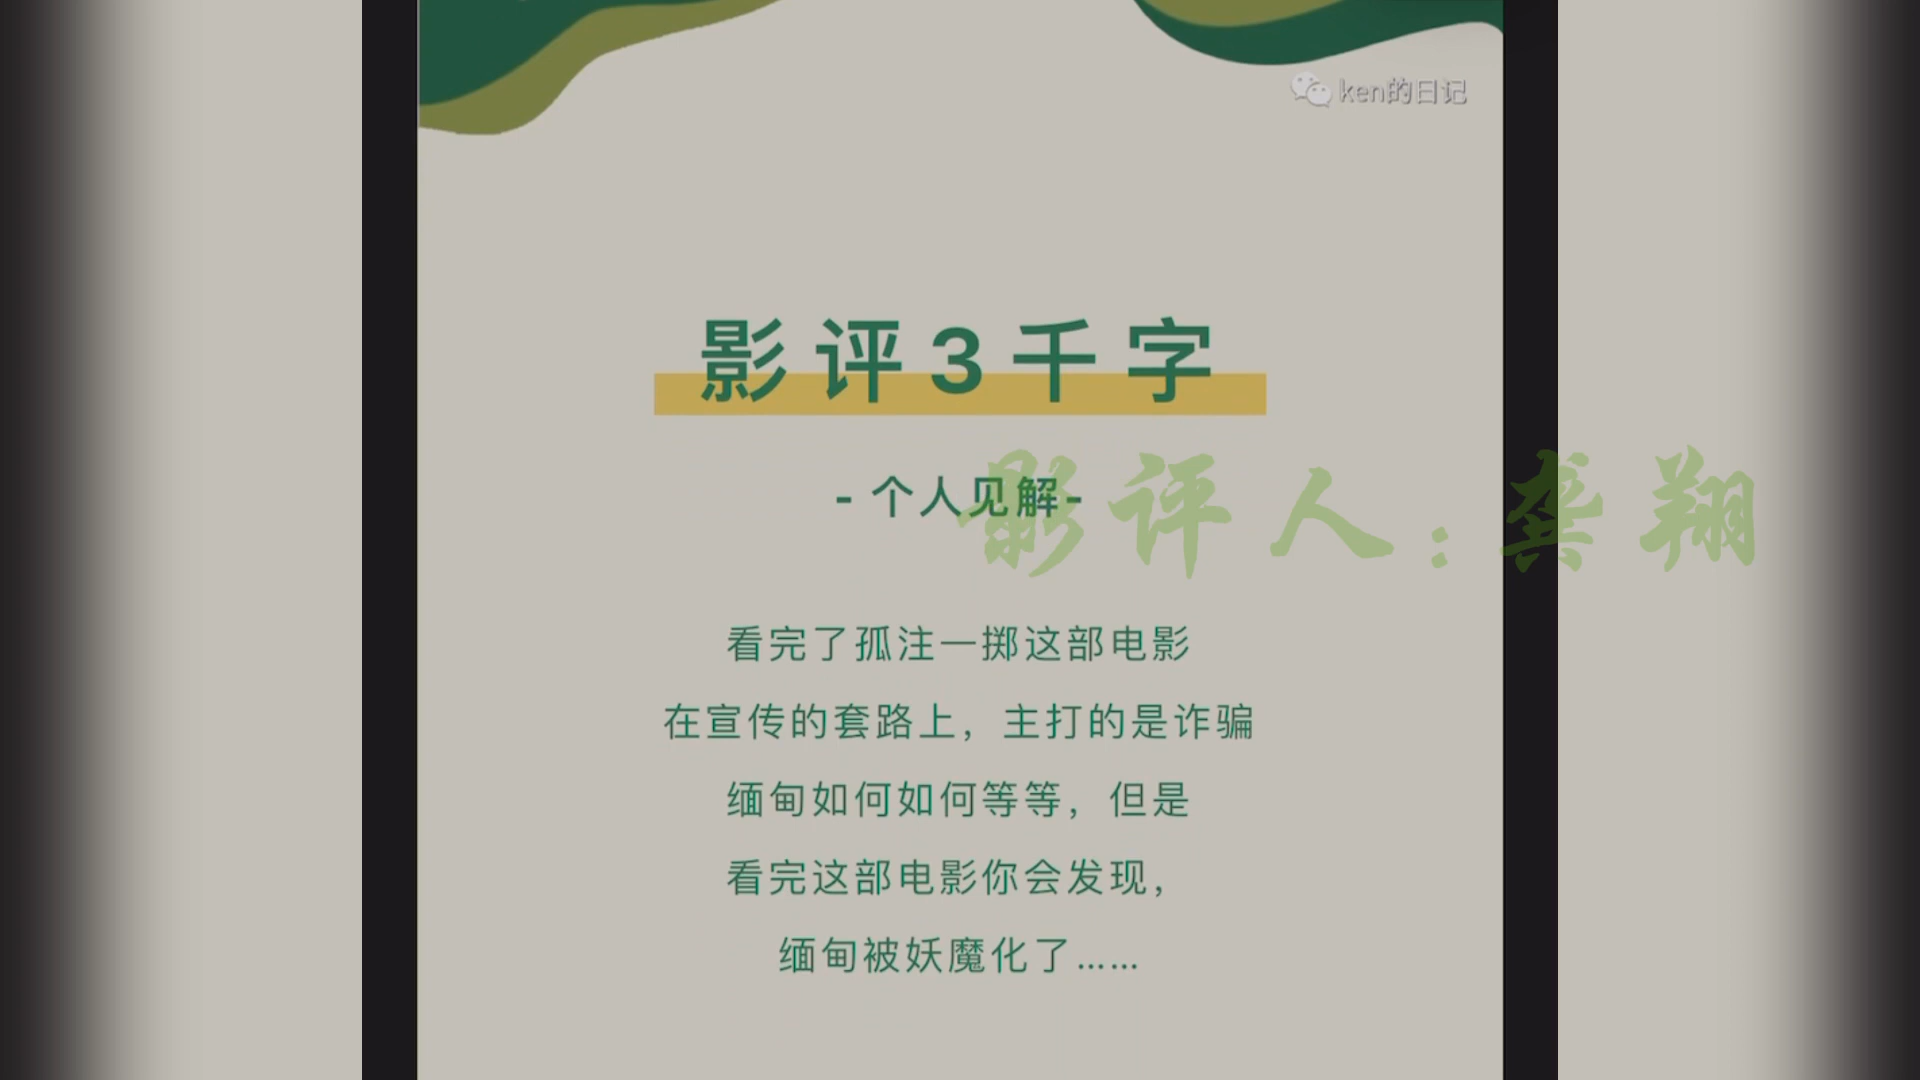 ken的日记
影评3千字
- 个人见解-
影评人:龚翔
看完了孤注一掷这部电影
在宣传的套路上，主打的是诈骗
缅甸如何如何等等，但是
看完这部电影你会发现，
缅甸被妖魔化了……